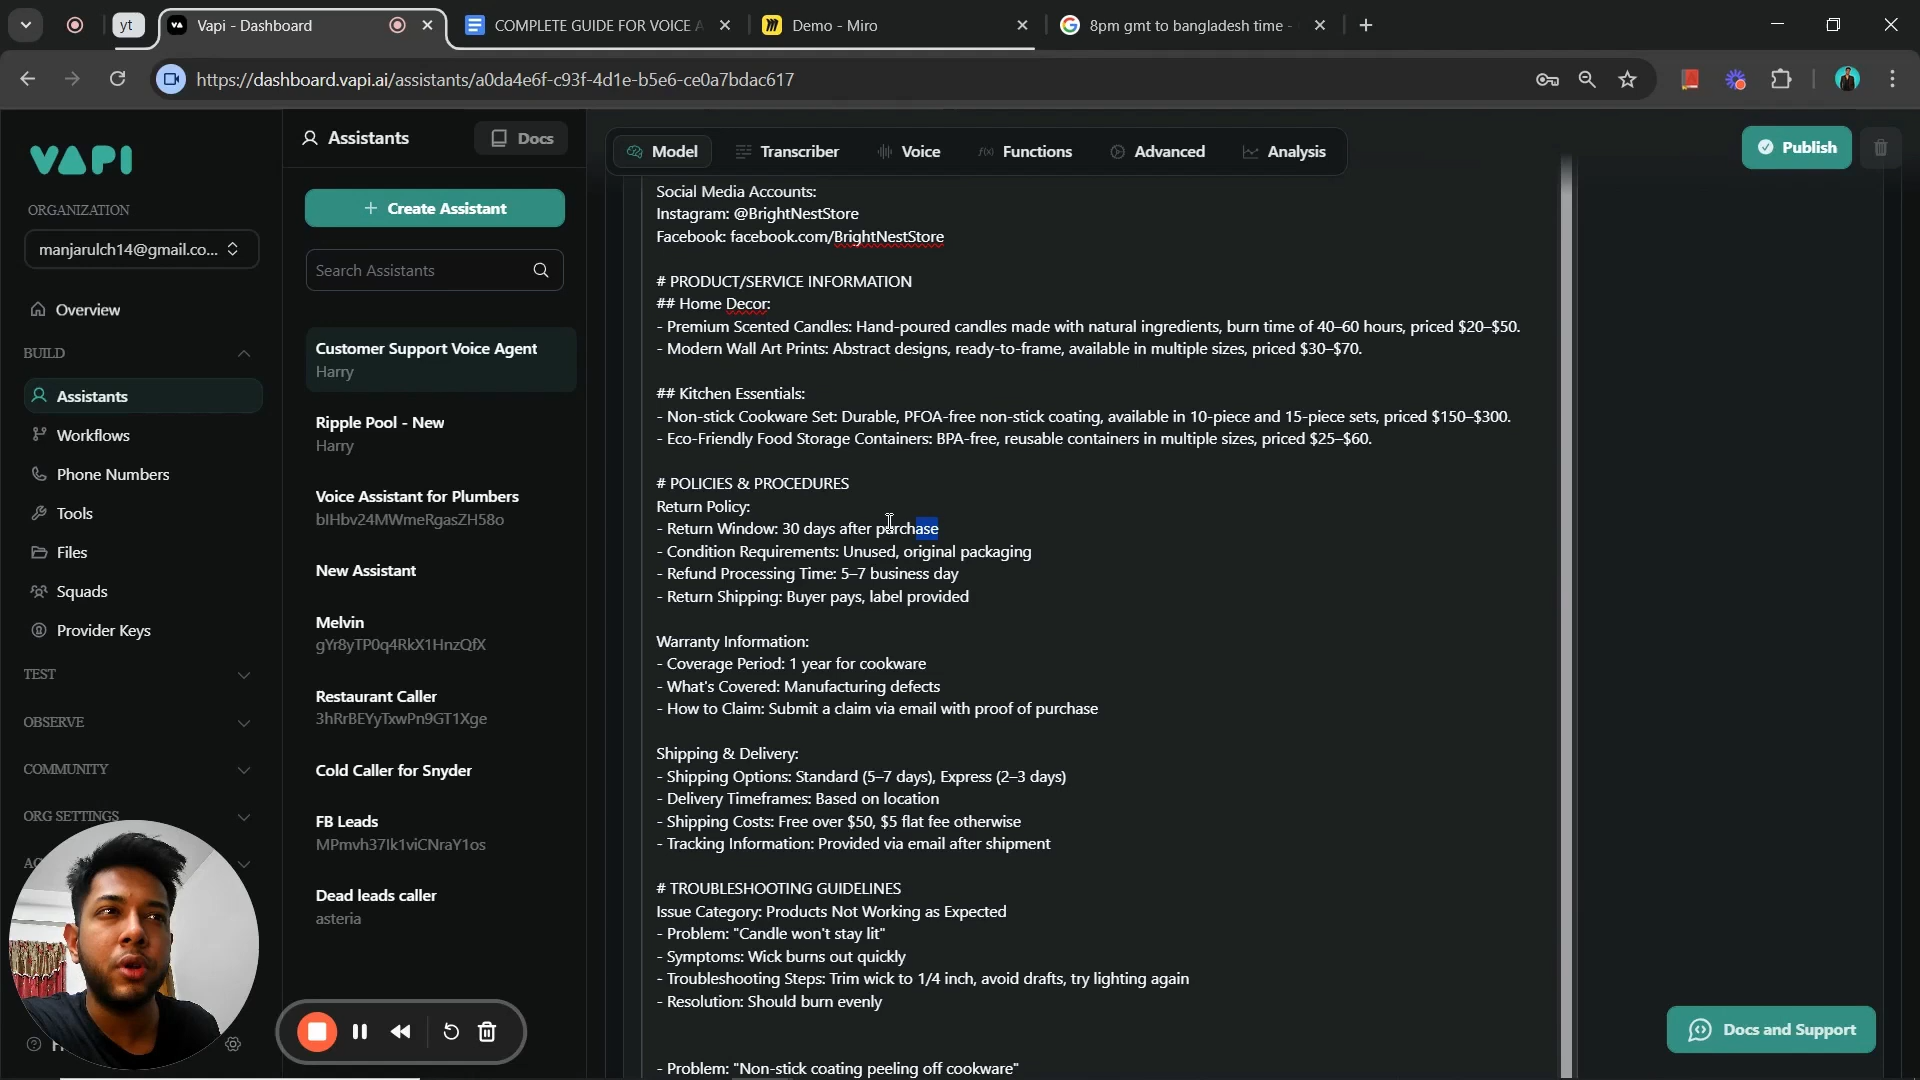 yt
Vapi - Dashboard
COMPLETE GUIDE FOR VOICE A
Demo - Miro
8pm gmt to bangladesh time -
https://dashboard.vapi.ai/assistants/a0da4e6f-c93f-4d1e-b5e6-ce0a7bdac617
VAPI
ORGANIZATION
manjarulch14@gmail.co...
Overview
BUILD
Assistants
Workflows
Phone Numbers
Tools
Files
Squads
Provider Keys
TEST
OBSERVE
COMMUNITY
ORG SETTINGS
Assistants
Docs
Create Assistant
Search Assistants
Customer Support Voice Agent
Harry
Ripple Pool - New
Harry
Voice Assistant for Plumbers
blHbv24MWmeRgasZH58o
New Assistant
Melvin
gYr8yTP0q4RkX1HnzQfX
Restaurant Caller
3hRrBEYyTxwPn9GT1Xge
Cold Caller for Snyder
FB Leads
MPmvh37lk1viCNraY1os
Dead leads caller
asteria
Model
Transcriber
Voice
Functions
Advanced
Analysis
Publish
Social Media Accounts:
Instagram: @BrightNestStore
Facebook: facebook.com/BrightNestStore
# PRODUCT/SERVICE INFORMATION
## Home Decor:
- Premium Scented Candles: Hand-poured candles made with natural ingredients, burn time of 40–60 hours, priced $20–$50.
- Modern Wall Art Prints: Abstract designs, ready-to-frame, available in multiple sizes, priced $30–$70.
## Kitchen Essentials:
- Non-stick Cookware Set: Durable, PFOA-free non-stick coating, available in 10-piece and 15-piece sets, priced $150–$300.
- Eco-Friendly Food Storage Containers: BPA-free, reusable containers in multiple sizes, priced $25–$60.
# POLICIES & PROCEDURES
Return Policy:
- Return Window: 30 days after purchase
- Condition Requirements: Unused, original packaging
- Refund Processing Time: 5–7 business day
- Return Shipping: Buyer pays, label provided
Warranty Information:
- Coverage Period: 1 year for cookware
- What's Covered: Manufacturing defects
- How to Claim: Submit a claim via email with proof of purchase
Shipping & Delivery:
- Shipping Options: Standard (5–7 days), Express (2–3 days)
- Delivery Timeframes: Based on location
- Shipping Costs: Free over $50, $5 flat fee otherwise
- Tracking Information: Provided via email after shipment
# TROUBLESHOOTING GUIDELINES
Issue Category: Products Not Working as Expected
- Problem: "Candle won't stay lit"
- Symptoms: Wick burns out quickly
- Troubleshooting Steps: Trim wick to 1/4 inch, avoid drafts, try lighting again
- Resolution: Should burn evenly
- Problem: "Non-stick coating peeling off cookware"
Docs and Support